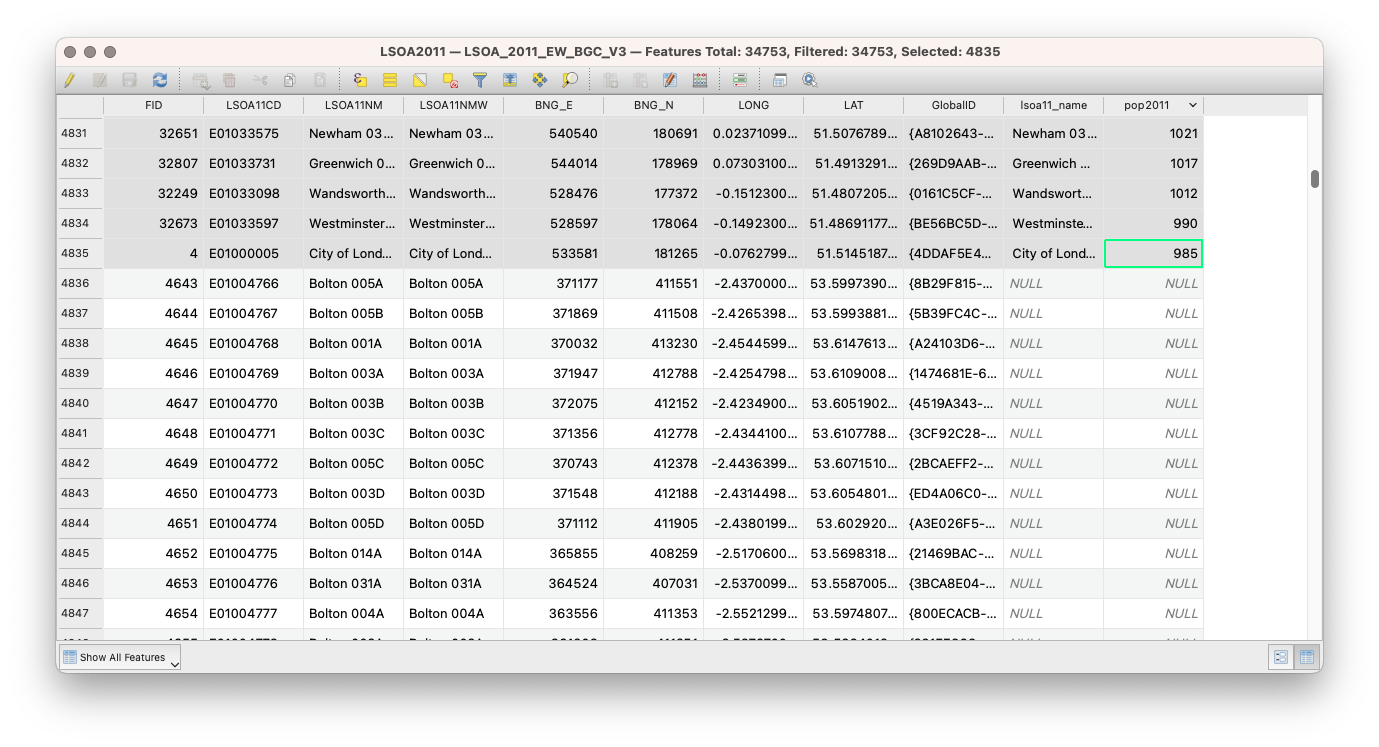 LSOA2011 — LSOA_2011_EW_BGC_V3 — Features Total: 34753, Filtered: 34753, Selected: 4835
FID LSOA11CD LSOA11NM LSOA11NMW BNG_E BNG_N LONG LAT GlobalID lsoa11_name pop2011
4831 32651 E01033575 Newham 03... Newham 03... 540540 180691 0.02371099... 51.5076789... {A8102643-... Newham 03... 1021
4832 32807 E01033731 Greenwich 0... Greenwich 0... 544014 178969 0.07303100... 51.4913291... {269D9AAB-... Greenwich ... 1017
4833 32249 E01033098 Wandsworth... Wandsworth... 528476 177372 -0.1512300... 51.4807205... {0161C5CF-... Wandswort... 1012
4834 32673 E01033597 Westminster... Westminster... 528597 178064 -0.1492300... 51.48691177... {BE56BC5D-... Westminste... 990
4835 4 E01000005 City of Lond... City of Lond... 533581 181265 -0.0762799... 51.5145187... {4DDAF5E4... City of Lond... 985
4836 4643 E01004766 Bolton 005A Bolton 005A 371177 411551 -2.4370000... 53.5997390... {8B29F815-... NULL NULL
4837 4644 E01004767 Bolton 005B Bolton 005B 371869 411508 -2.4265398... 53.5993881... {5B39FC4C-... NULL NULL
4838 4645 E01004768 Bolton 001A Bolton 001A 370032 413230 -2.4544599... 53.6147613... {A24103D6-... NULL NULL
4839 4646 E01004769 Bolton 003A Bolton 003A 371947 412788 -2.4254798... 53.6109008... {1474681E-6... NULL NULL
4840 4647 E01004770 Bolton 003B Bolton 003B 372075 412152 -2.4234900... 53.6051902... {4519A343-... NULL NULL
4841 4648 E01004771 Bolton 003C Bolton 003C 371356 412778 -2.4344100... 53.6107788... {3CF92C28-... NULL NULL
4842 4649 E01004772 Bolton 005C Bolton 005C 370743 412378 -2.4436399... 53.6071510... {2BCAEFF2-... NULL NULL
4843 4650 E01004773 Bolton 003D Bolton 003D 371548 412188 -2.4314498... 53.6054801... {ED4A06C0-... NULL NULL
4844 4651 E01004774 Bolton 005D Bolton 005D 371112 411905 -2.4380199... 53.602920... {A3E026F5-... NULL NULL
4845 4652 E01004775 Bolton 014A Bolton 014A 365855 408259 -2.5170600... 53.5698318... {21469BAC-... NULL NULL
4846 4653 E01004776 Bolton 031A Bolton 031A 364524 407031 -2.5370099... 53.5587005... {3BCA8E04-... NULL NULL
4847 4654 E01004777 Bolton 004A Bolton 004A 363556 411353 -2.5521299... 53.5974807... {800ECACB-... NULL NULL
Show All Features